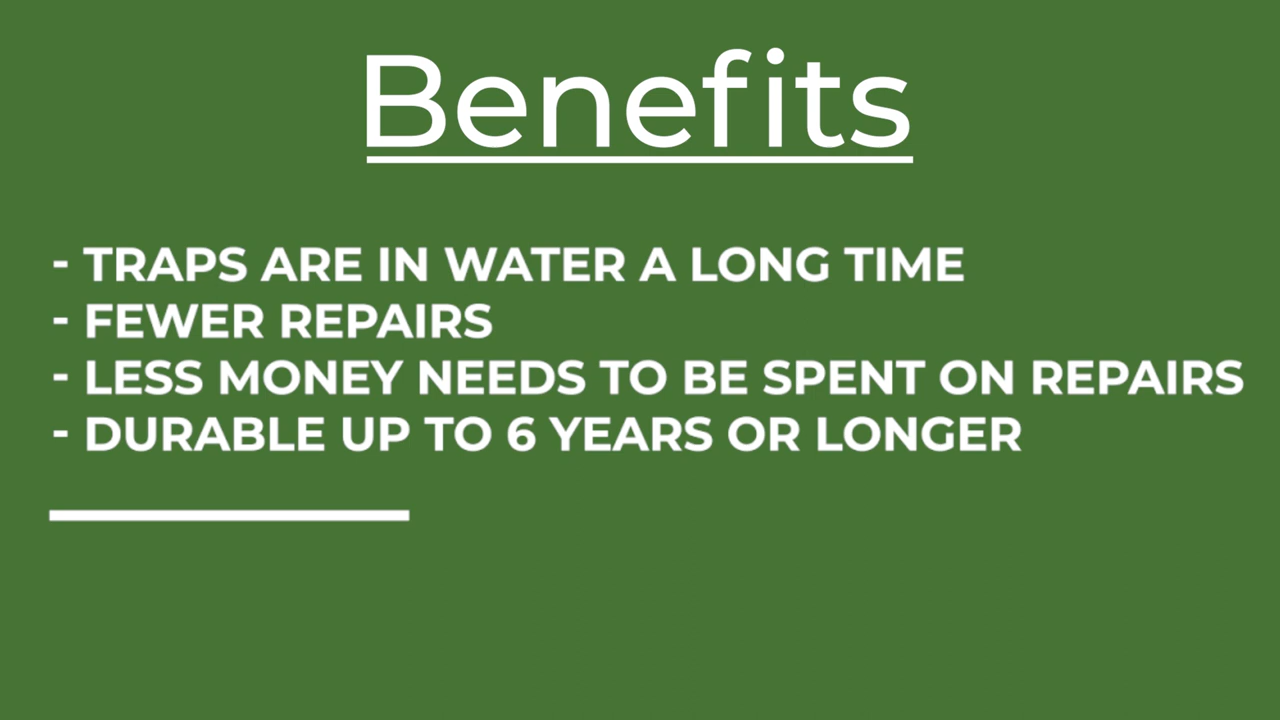 Benefits
- TRAPS ARE IN WATER A LONG TIME
- FEWER REPAIRS
- LESS MONEY NEEDS TO BE SPENT ON REPAIRS
- DURABLE UP TO 6 YEARS OR LONGER